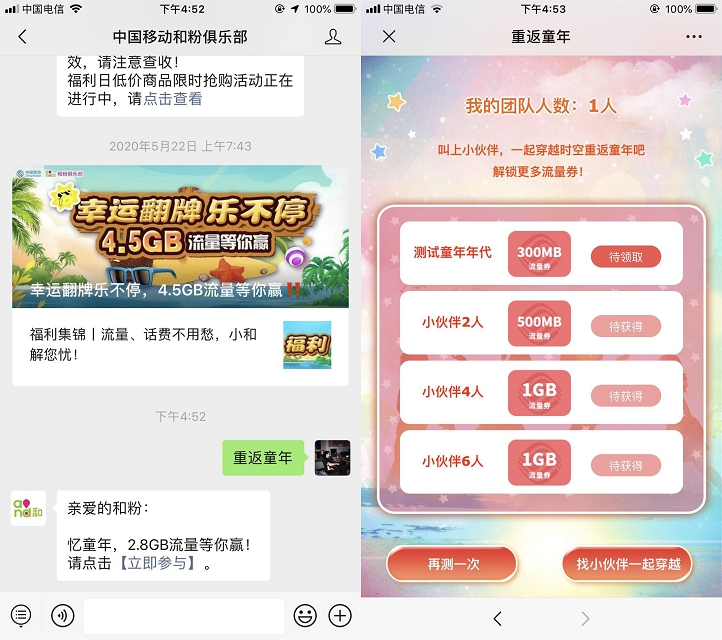 中国电信
下午4:52
100%
中国移动和粉俱乐部
效，请注意查收！
福利日低价商品限时抢购活动正在
进行中，请点击查看
2020年5月22日 上午7:43
中国移动 和粉俱乐部
幸运翻牌 乐不停
4.5GB 流量等你赢
幸运翻牌乐不停，4.5GB流量等你赢‼️
福利集锦丨流量、话费不用愁，小和
解您忧！
福利
下午4:52
重返童年
and和
亲爱的和粉：
忆童年，2.8GB流量等你赢！
请点击【立即参与】。
中国电信
下午4:53
100%
重返童年
我的团队人数：1人
叫上小伙伴，一起穿越时空重返童年吧
解锁更多流量券！
测试童年年代
300MB
流量券
待领取
小伙伴2人
500MB
流量券
待获得
小伙伴4人
1GB
流量券
待获得
小伙伴6人
1GB
流量券
待获得
再测一次
找小伙伴一起穿越